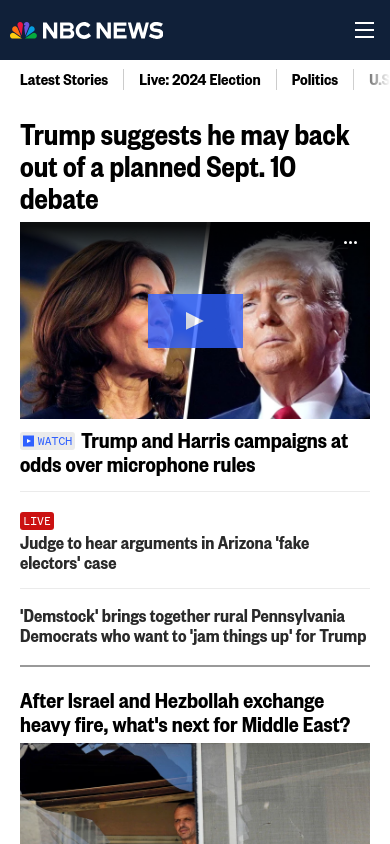 NBC NEWS
Latest Stories
Live: 2024 Election
Politics
Trump suggests he may back
out of a planned Sept. 10
debate
WATCH Trump and Harris campaigns at
odds over microphone rules
LIVE
Judge to hear arguments in Arizona 'fake
electors' case
'Demstock' brings together rural Pennsylvania
Democrats who want to 'jam things up' for Trump
After Israel and Hezbollah exchange
heavy fire, what's next for Middle East?